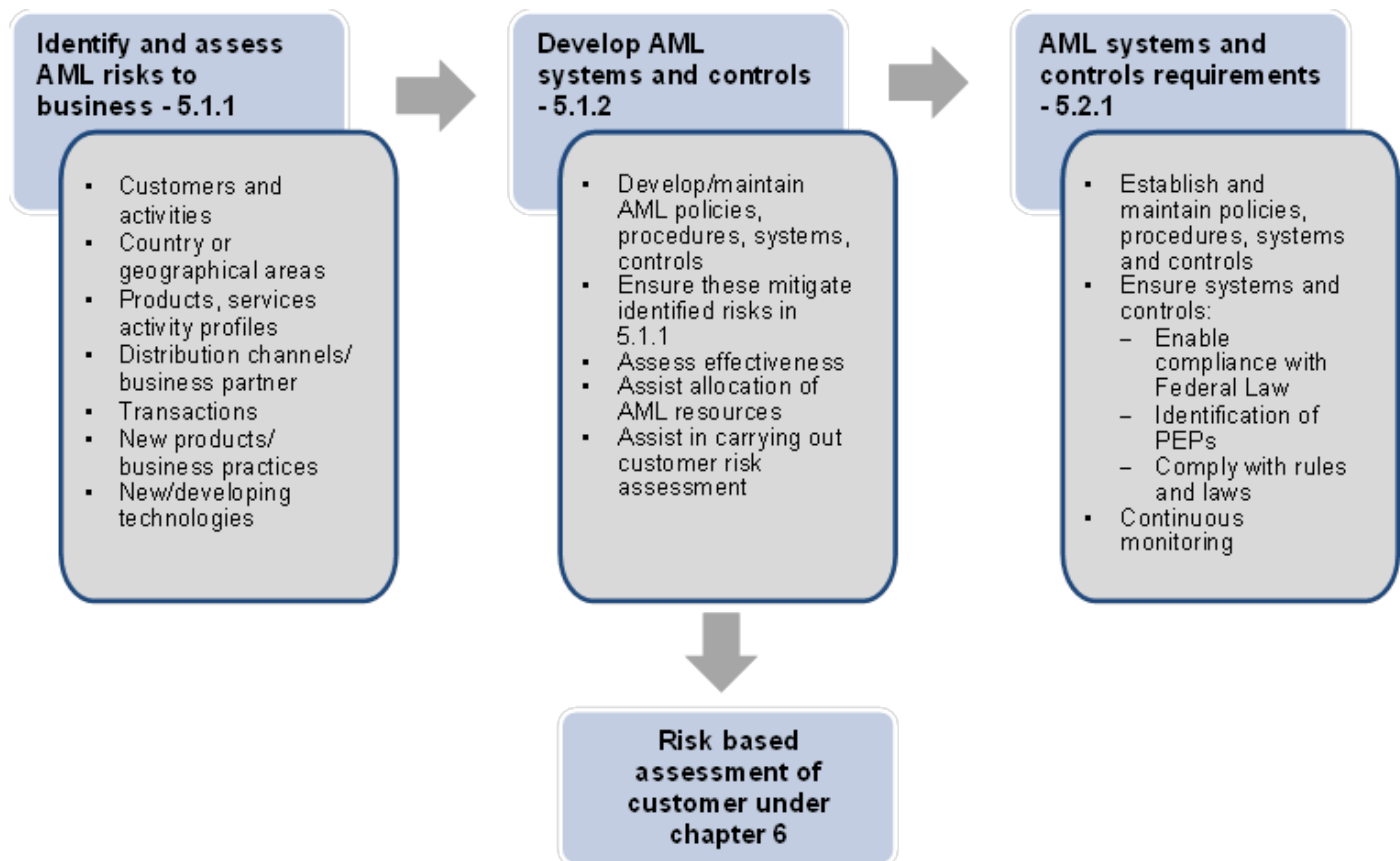 Identify and assess
AML risks to
business - 5.1.1
▪ Customers and
activities
▪ Country or
geographical areas
▪ Products, services
activity profiles
▪ Distribution channels/
business partner
▪ Transactions
▪ New products/
business practices
▪ New/developing
technologies
Develop AML
systems and controls
- 5.1.2
▪ Develop/maintain
AML policies,
procedures, systems,
controls
▪ Ensure these mitigate
identified risks in
5.1.1
▪ Assess effectiveness
▪ Assist allocation of
AML resources
▪ Assist in carrying out
customer risk
assessment
AML systems and
controls requirements
- 5.2.1
▪ Establish and
maintain policies,
procedures, systems
and controls
▪ Ensure systems and
controls:
– Enable
compliance with
Federal Law
– Identification of
PEPs
– Comply with rules
and laws
▪ Continuous
monitoring
Risk based
assessment of
customer under
chapter 6